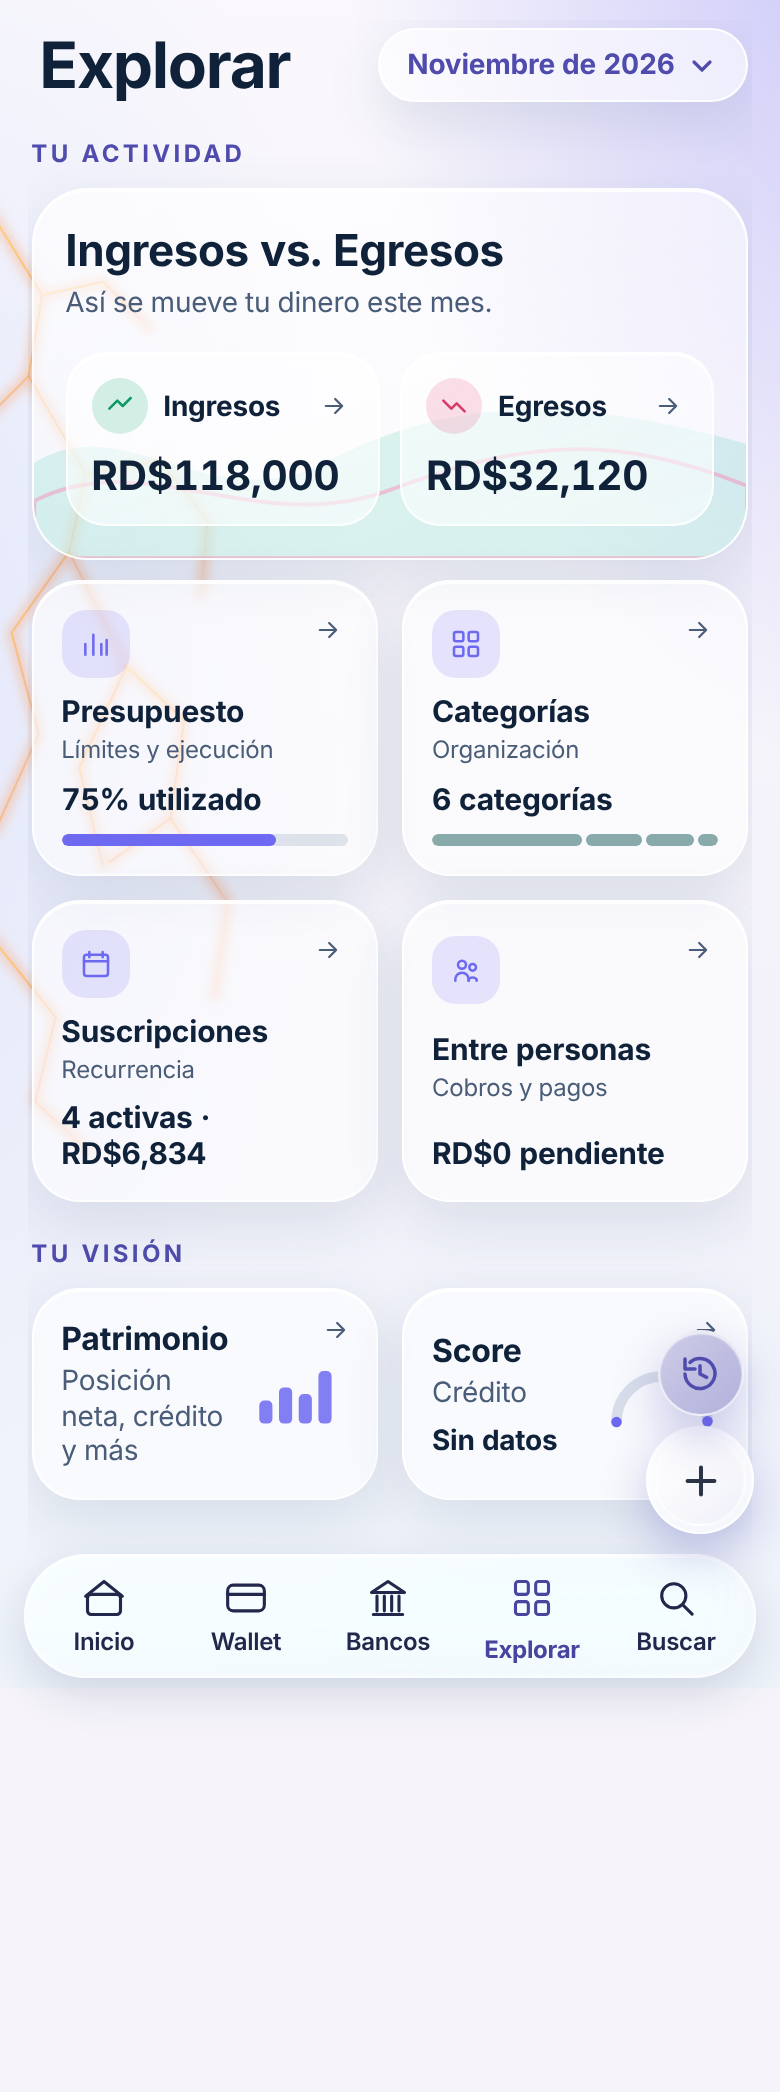 Explorar
Noviembre de 2026
TU ACTIVIDAD
Ingresos vs. Egresos
Así se mueve tu dinero este mes.
Ingresos
RD$118,000
Egresos
RD$32,120
Presupuesto
Límites y ejecución
75% utilizado
Categorías
Organización
6 categorías
Suscripciones
Recurrencia
4 activas ·
RD$6,834
Entre personas
Cobros y pagos
RD$0 pendiente
TU VISIÓN
Patrimonio
Posición
neta, crédito
y más
Score
Crédito
Sin datos
Inicio
Wallet
Bancos
Explorar
Buscar